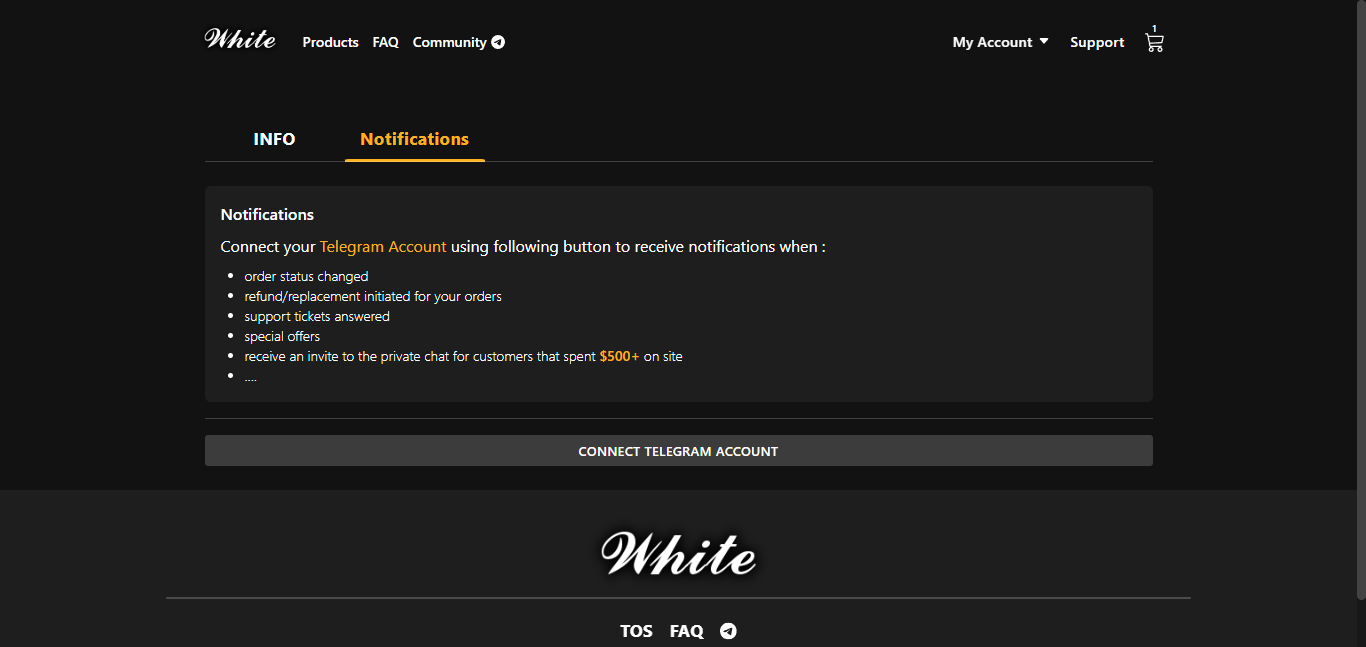 White Products FAQ Community My Account Support 1
INFO Notifications
Notifications
Connect your Telegram Account using following button to receive notifications when :
order status changed
refund/replacement initiated for your orders
support tickets answered
special offers
receive an invite to the private chat for customers that spent $500+ on site
....
CONNECT TELEGRAM ACCOUNT
White
TOS FAQ